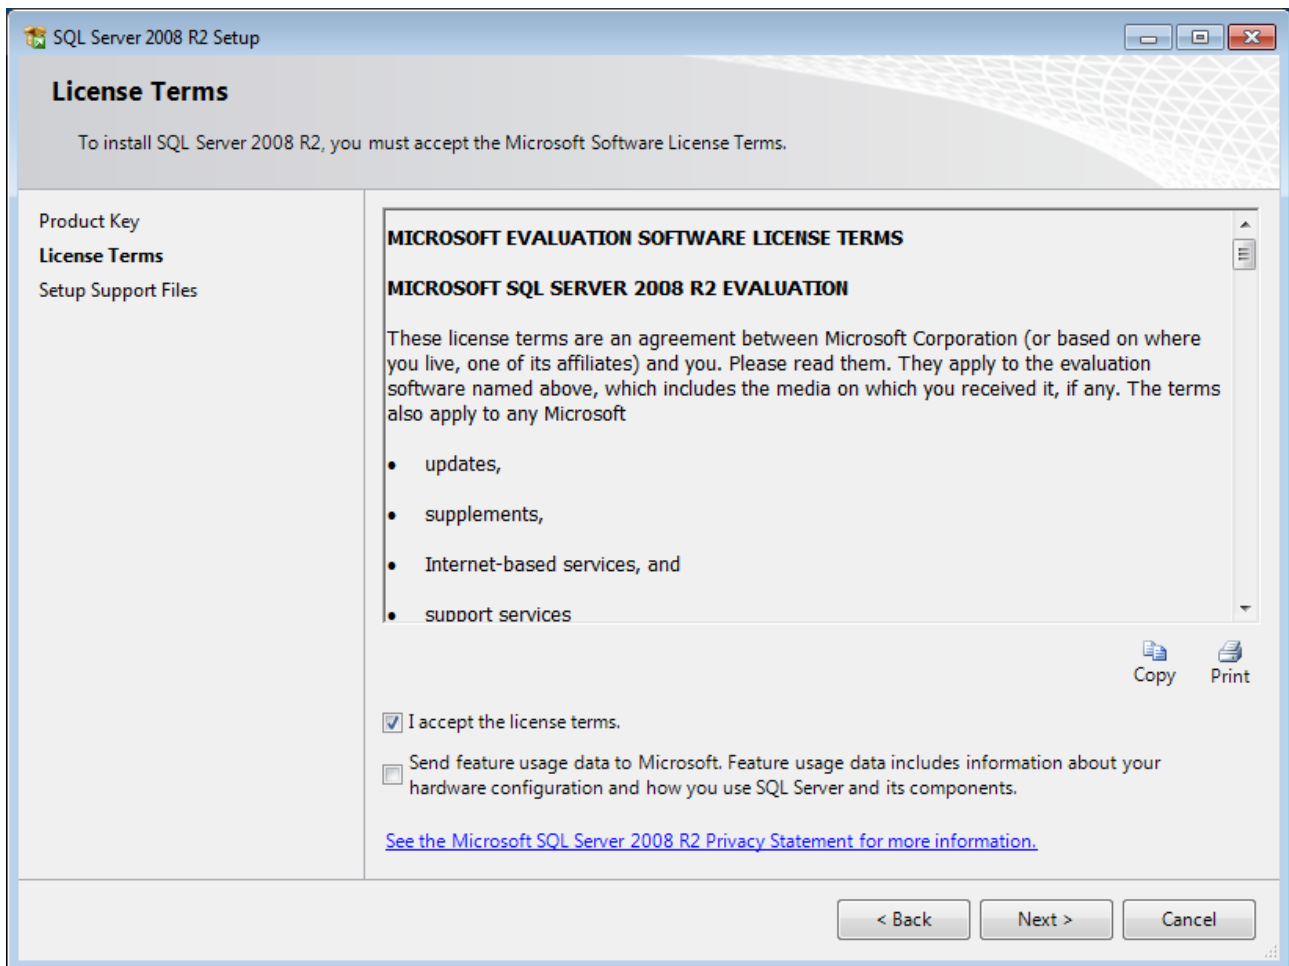 SQL Server 2008 R2 Setup
License Terms
To install SQL Server 2008 R2, you must accept the Microsoft Software License Terms.
Product Key
License Terms
Setup Support Files
MICROSOFT EVALUATION SOFTWARE LICENSE TERMS
MICROSOFT SQL SERVER 2008 R2 EVALUATION
These license terms are an agreement between Microsoft Corporation (or based on where
you live, one of its affiliates) and you. Please read them. They apply to the evaluation
software named above, which includes the media on which you received it, if any. The terms
also apply to any Microsoft
• updates,
• supplements,
• Internet-based services, and
• support services
Copy Print
I accept the license terms.
Send feature usage data to Microsoft. Feature usage data includes information about your
hardware configuration and how you use SQL Server and its components.
See the Microsoft SQL Server 2008 R2 Privacy Statement for more information.
< Back Next > Cancel